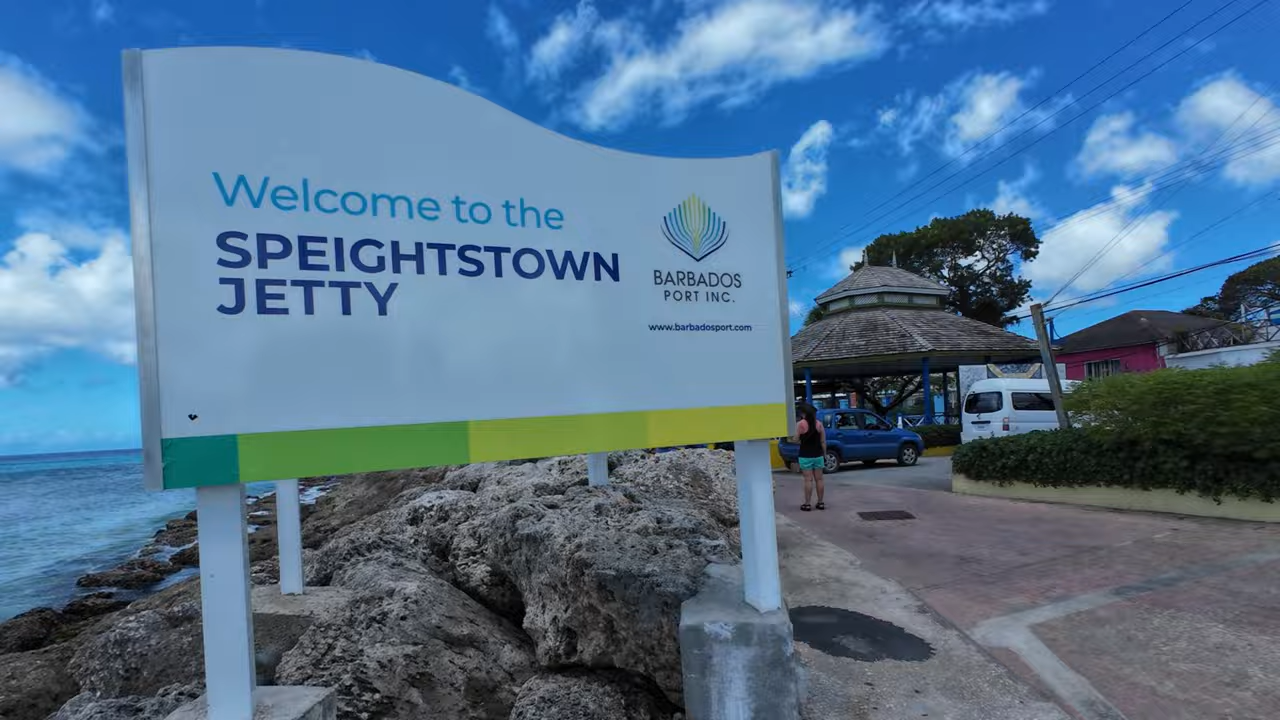 Welcome to the
SPEIGHTSTOWN
JETTY
BARBADOS
PORT INC.
www.barbadosport.com